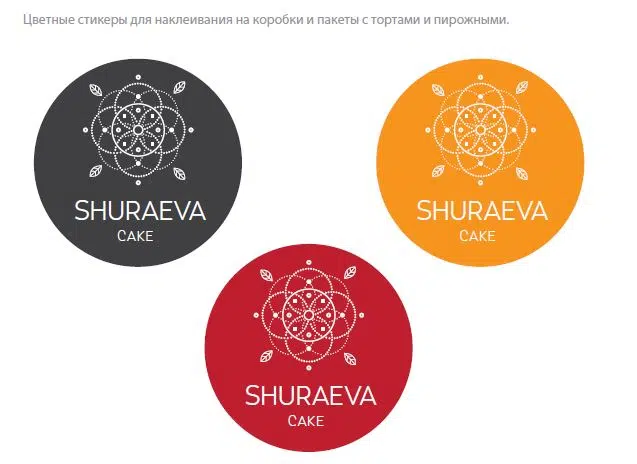 Цветные стикеры для наклеивания на коробки и пакеты с тортами и пирожными.
SHURAEVA
CAKE
SHURAEVA
CAKE
SHURAEVA
CAKE